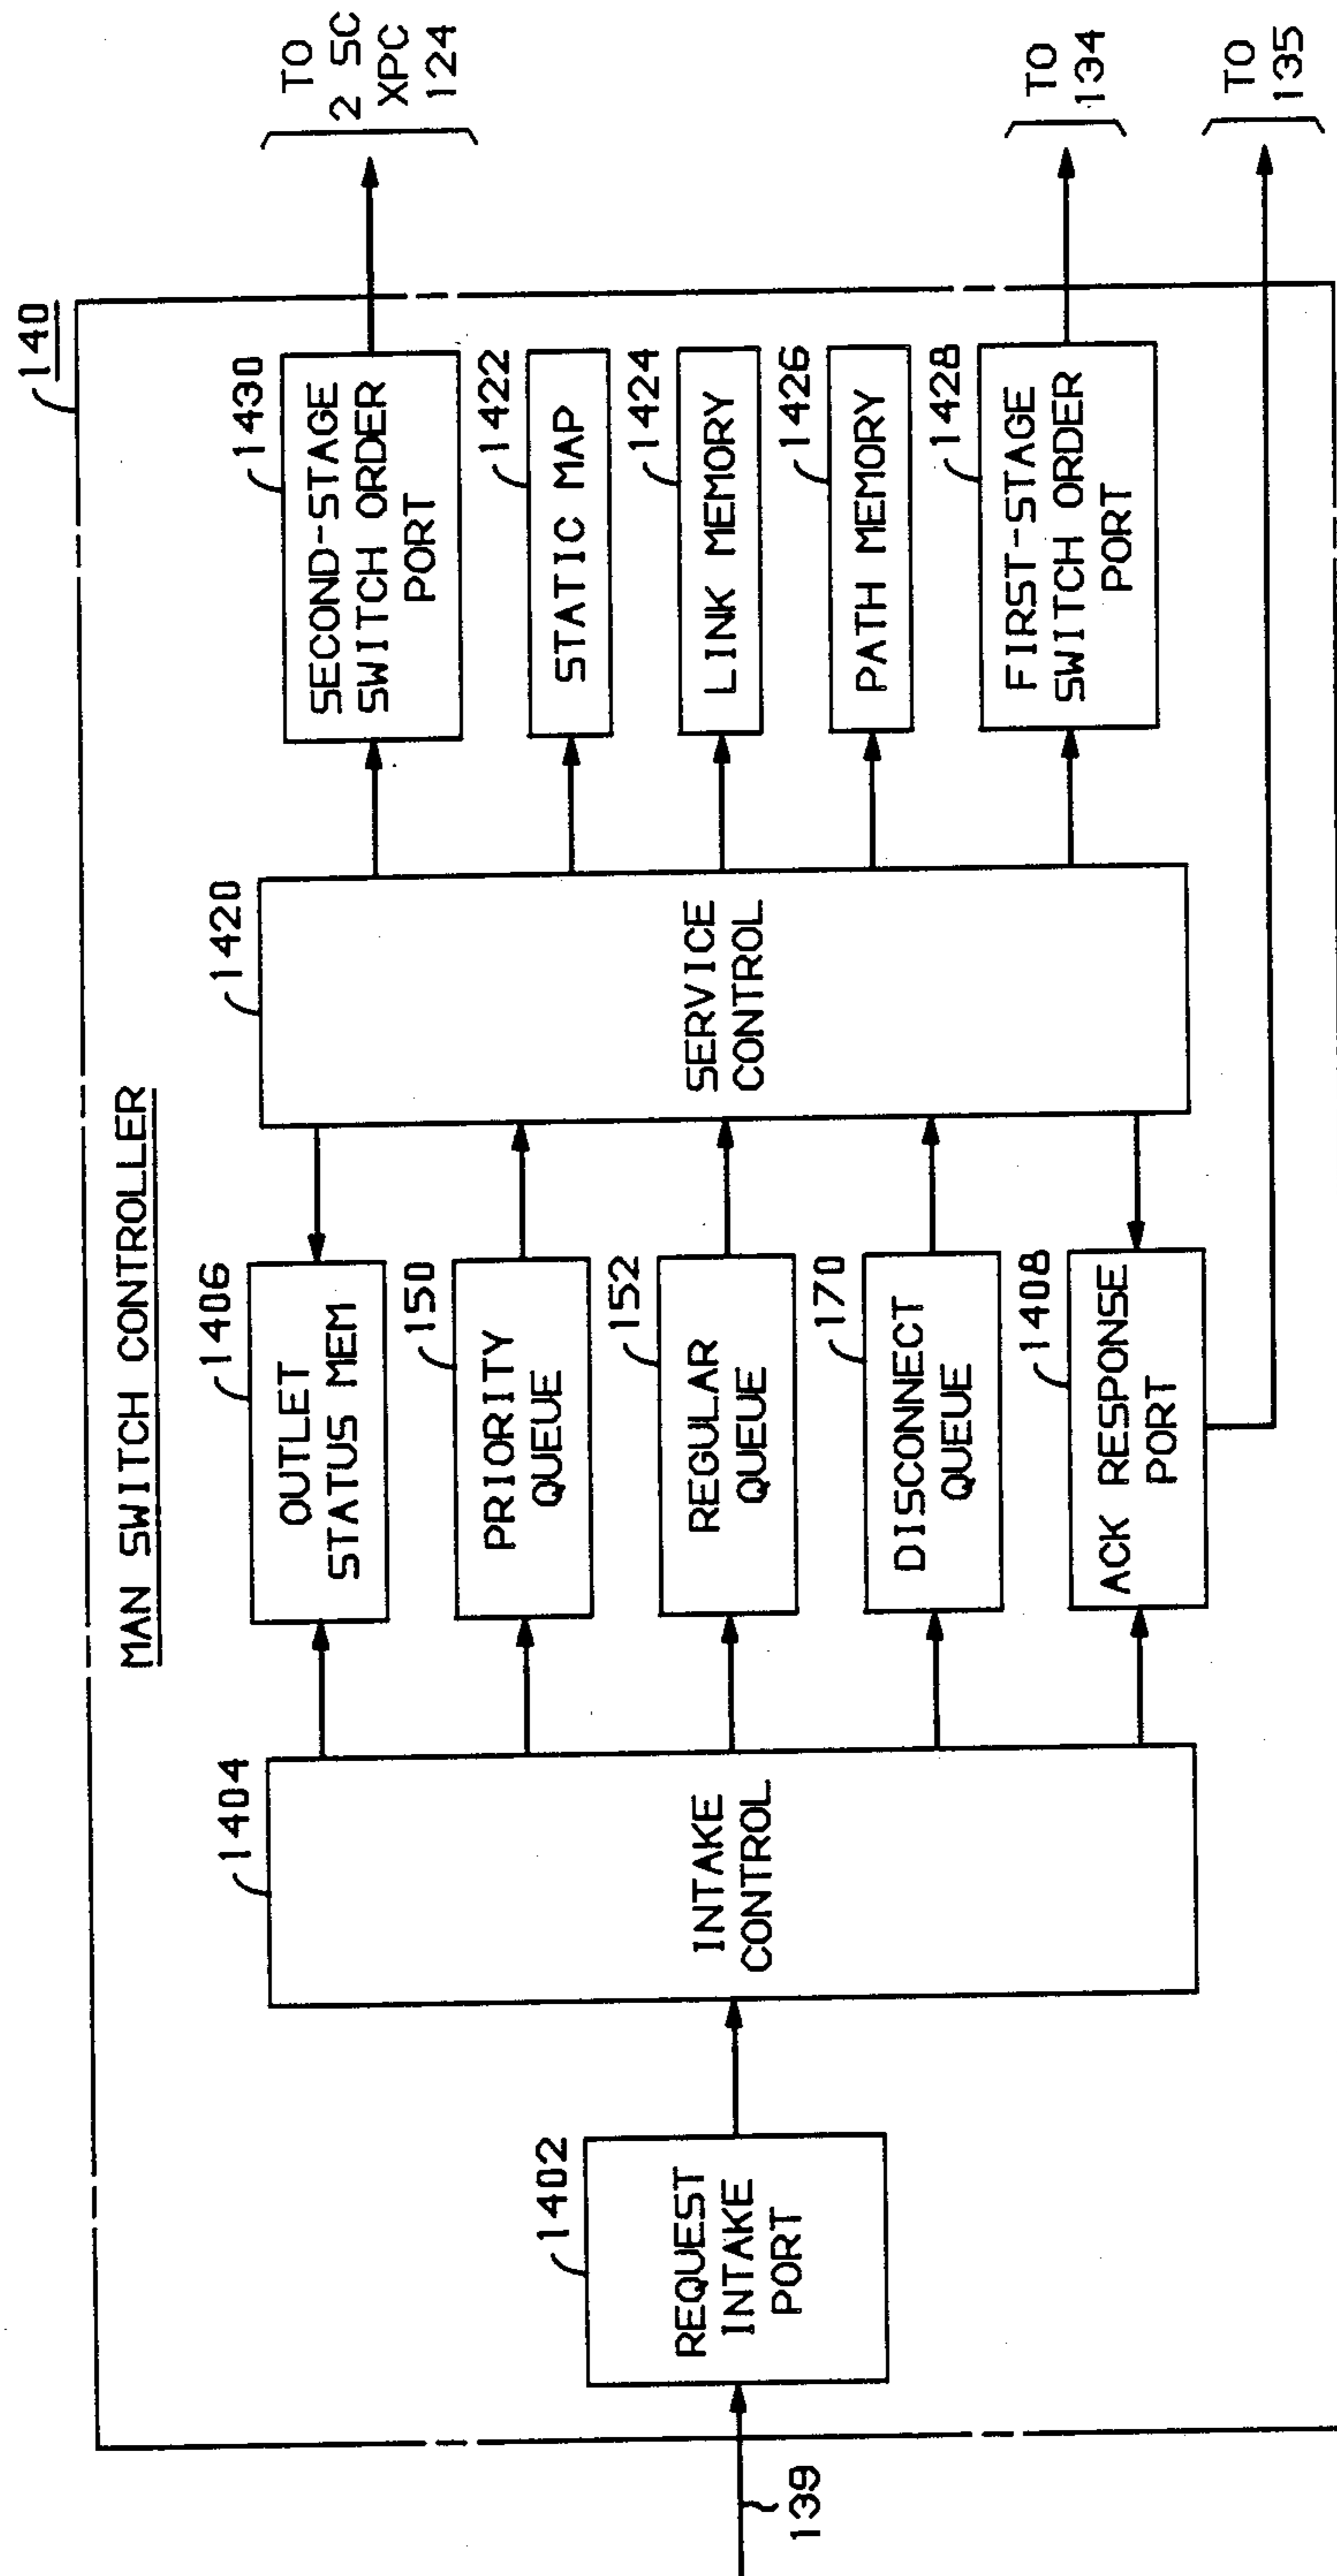 MAN SWITCH CONTROLLER
140
139
1402
REQUEST
INTAKE
PORT
1404
INTAKE
CONTROL
1406
OUTLET
STATUS MEM
150
PRIORITY
QUEUE
152
REGULAR
QUEUE
170
DISCONNECT
QUEUE
1408
ACK RESPONSE
PORT
1420
SERVICE
CONTROL
1430
SECOND-STAGE
SWITCH ORDER
PORT
1422
STATIC MAP
1424
LINK MEMORY
1426
PATH MEMORY
1428
FIRST-STAGE
SWITCH ORDER
PORT
TO
2 SC
XPC
124
TO
134
TO
135